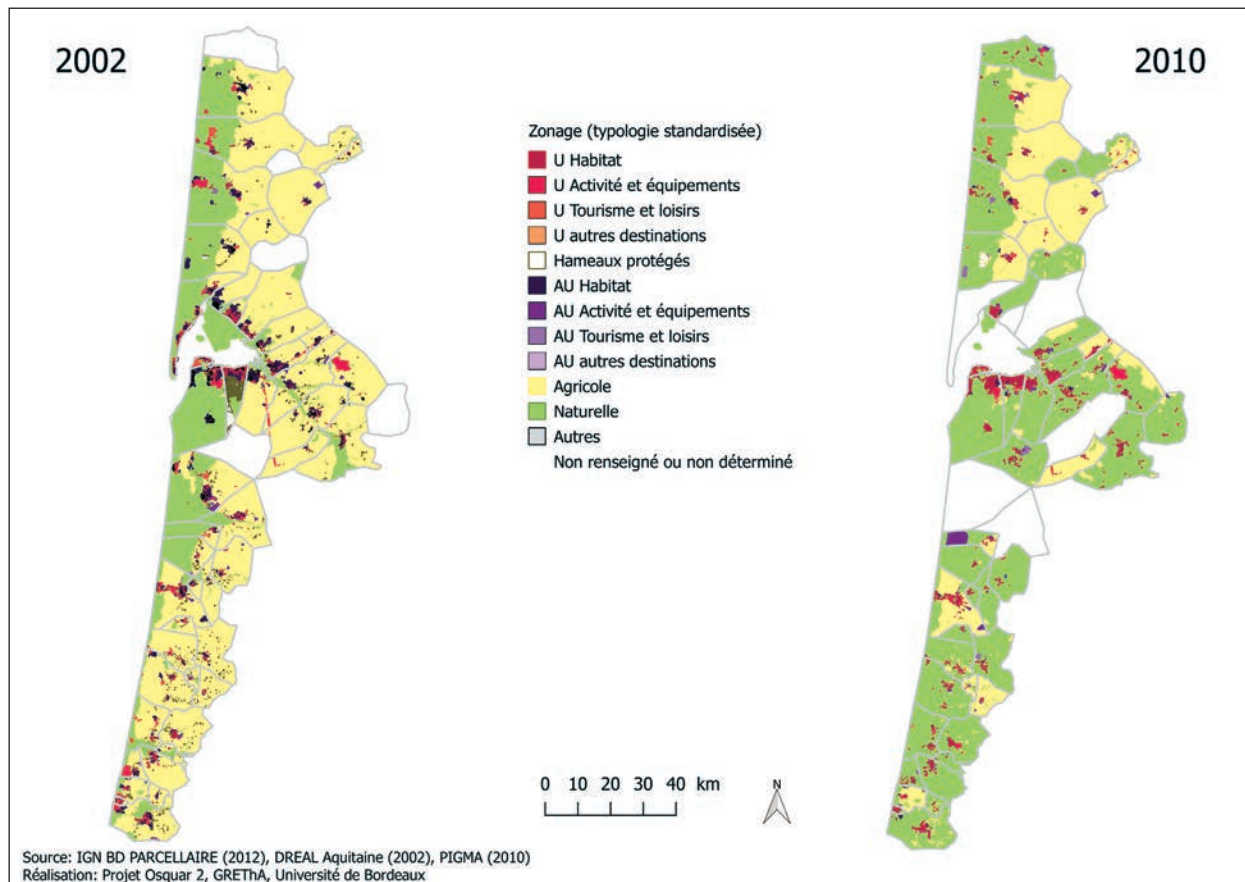 2002
2010
Zonage (typologie standardisée)
U Habitat
U Activité et équipements
U Tourisme et loisirs
U autres destinations
Hameaux protégés
AU Habitat
AU Activité et équipements
AU Tourisme et loisirs
AU autres destinations
Agricole
Naturelle
Autres
Non renseigné ou non déterminé
0 10 20 30 40 km
N
Source: IGN BD PARCELLAIRE (2012), DREAL Aquitaine (2002), PIGMA (2010)
Réalisation: Projet Osquar 2, GREThA, Université de Bordeaux